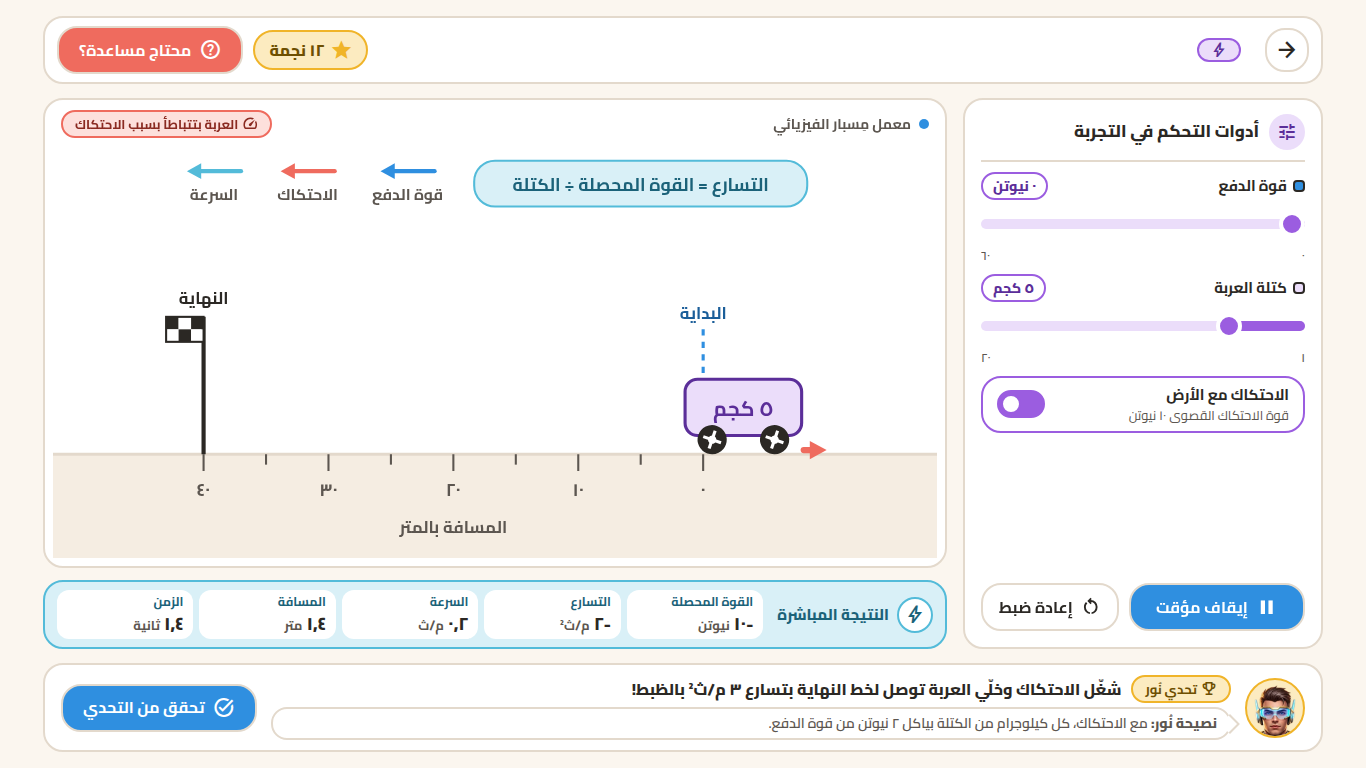 ١٢ نجمة
محتاج مساعدة؟
أدوات التحكم في التجربة
قوة الدفع
٠ نيوتن
٠
٦٠
كتلة العربة
٥ كجم
١
٢٠
الاحتكاك مع الأرض
قوة الاحتكاك القصوى ١٠ نيوتن
إيقاف مؤقت
إعادة ضبط
معمل مِسبار الفيزيائي
العربة بتتباطأ بسبب الاحتكاك
التسارع = القوة المحصلة ÷ الكتلة
قوة الدفع
الاحتكاك
السرعة
البداية
النهاية
٥ كجم
٠
١٠
٢٠
٣٠
٤٠
المسافة بالمتر
النتيجة المباشرة
القوة المحصلة
-١٠ نيوتن
التسارع
-٢ م/ث²
السرعة
٠,٢ م/ث
المسافة
١,٤ متر
الزمن
١,٤ ثانية
تحدي نُور
شغّل الاحتكاك وخلّي العربة توصل لخط النهاية بتسارع ٣ م/ث² بالظبط!
نصيحة نُور: مع الاحتكاك، كل كيلوجرام من الكتلة بياكل ٢ نيوتن من قوة الدفع.
تحقق من التحدي